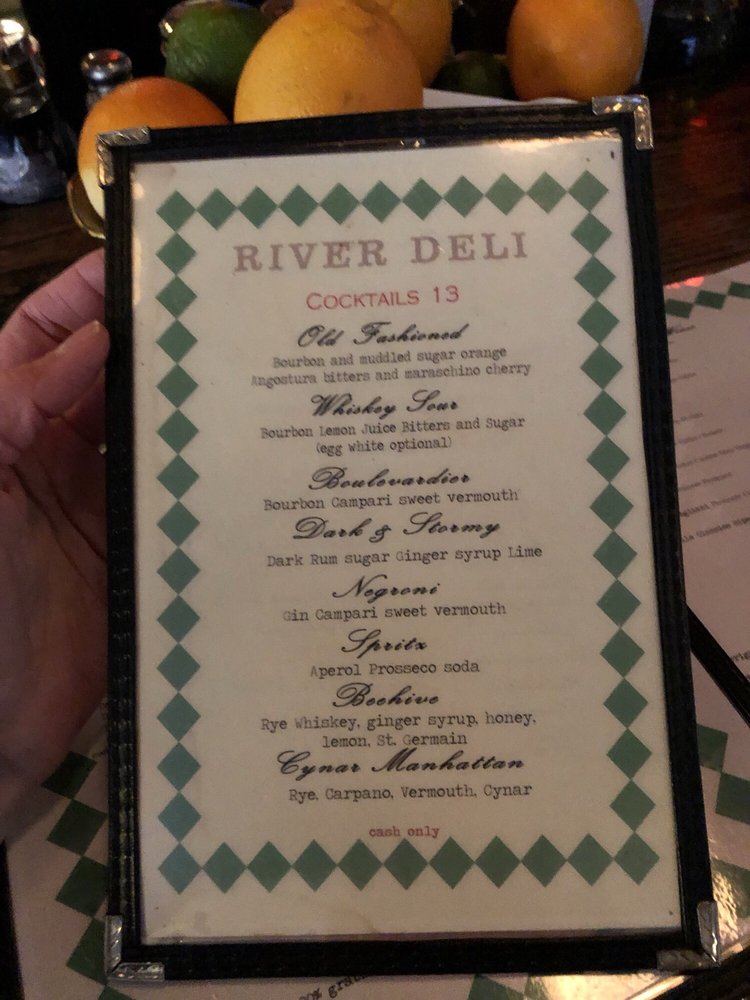 RIVER DELI
COCKTAILS 13
Old Fashioned
Bourbon and muddled sugar orange
Angostura bitters and maraschino cherry
Whiskey Sour
Bourbon Lemon Juice Bitters and Sugar
(egg white optional)
Boulevardier
Bourbon Campari sweet vermouth
Dark & Stormy
Dark Rum sugar Ginger syrup Lime
Negroni
Gin Campari sweet vermouth
Spritz
Aperol Prosseco soda
Beehive
Rye Whiskey, ginger syrup, honey,
lemon, St. Germain
Cynar Manhattan
Rye, Carpano, Vermouth, Cynar
cash only